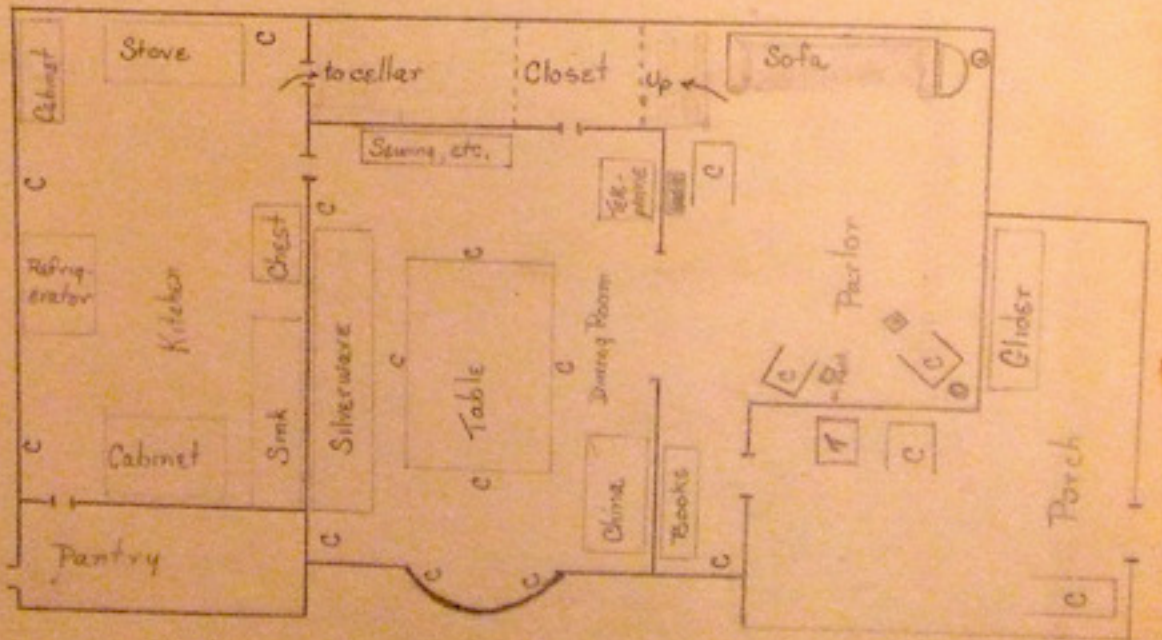 Cabinet
Stove
C
to cellar
Closet
Up
Sofa
Sewing, etc.
C
C
Chest
Refrig-
erator
Kitchen
Tele-
phone
C
Parlor
C
C
Table
C
Dining Room
C
C
Glider
Silverware
C
Cabinet
Sink
C
China
Books
T
C
Porch
Pantry
C
C
C
C
C